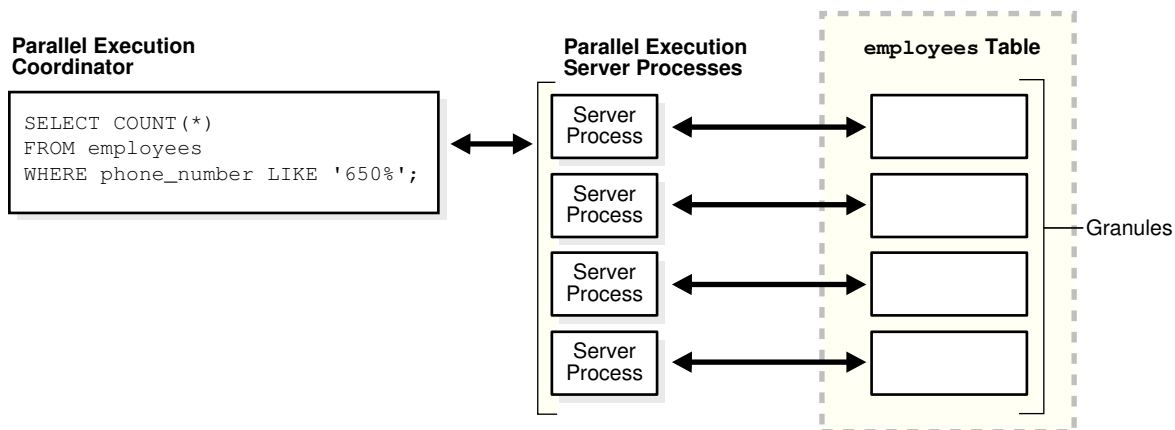 Parallel Execution
Coordinator
SELECT COUNT(*)
FROM employees
WHERE phone_number LIKE '650%';
Parallel Execution
Server Processes
Server
Process
Server
Process
Server
Process
Server
Process
employees Table
Granules